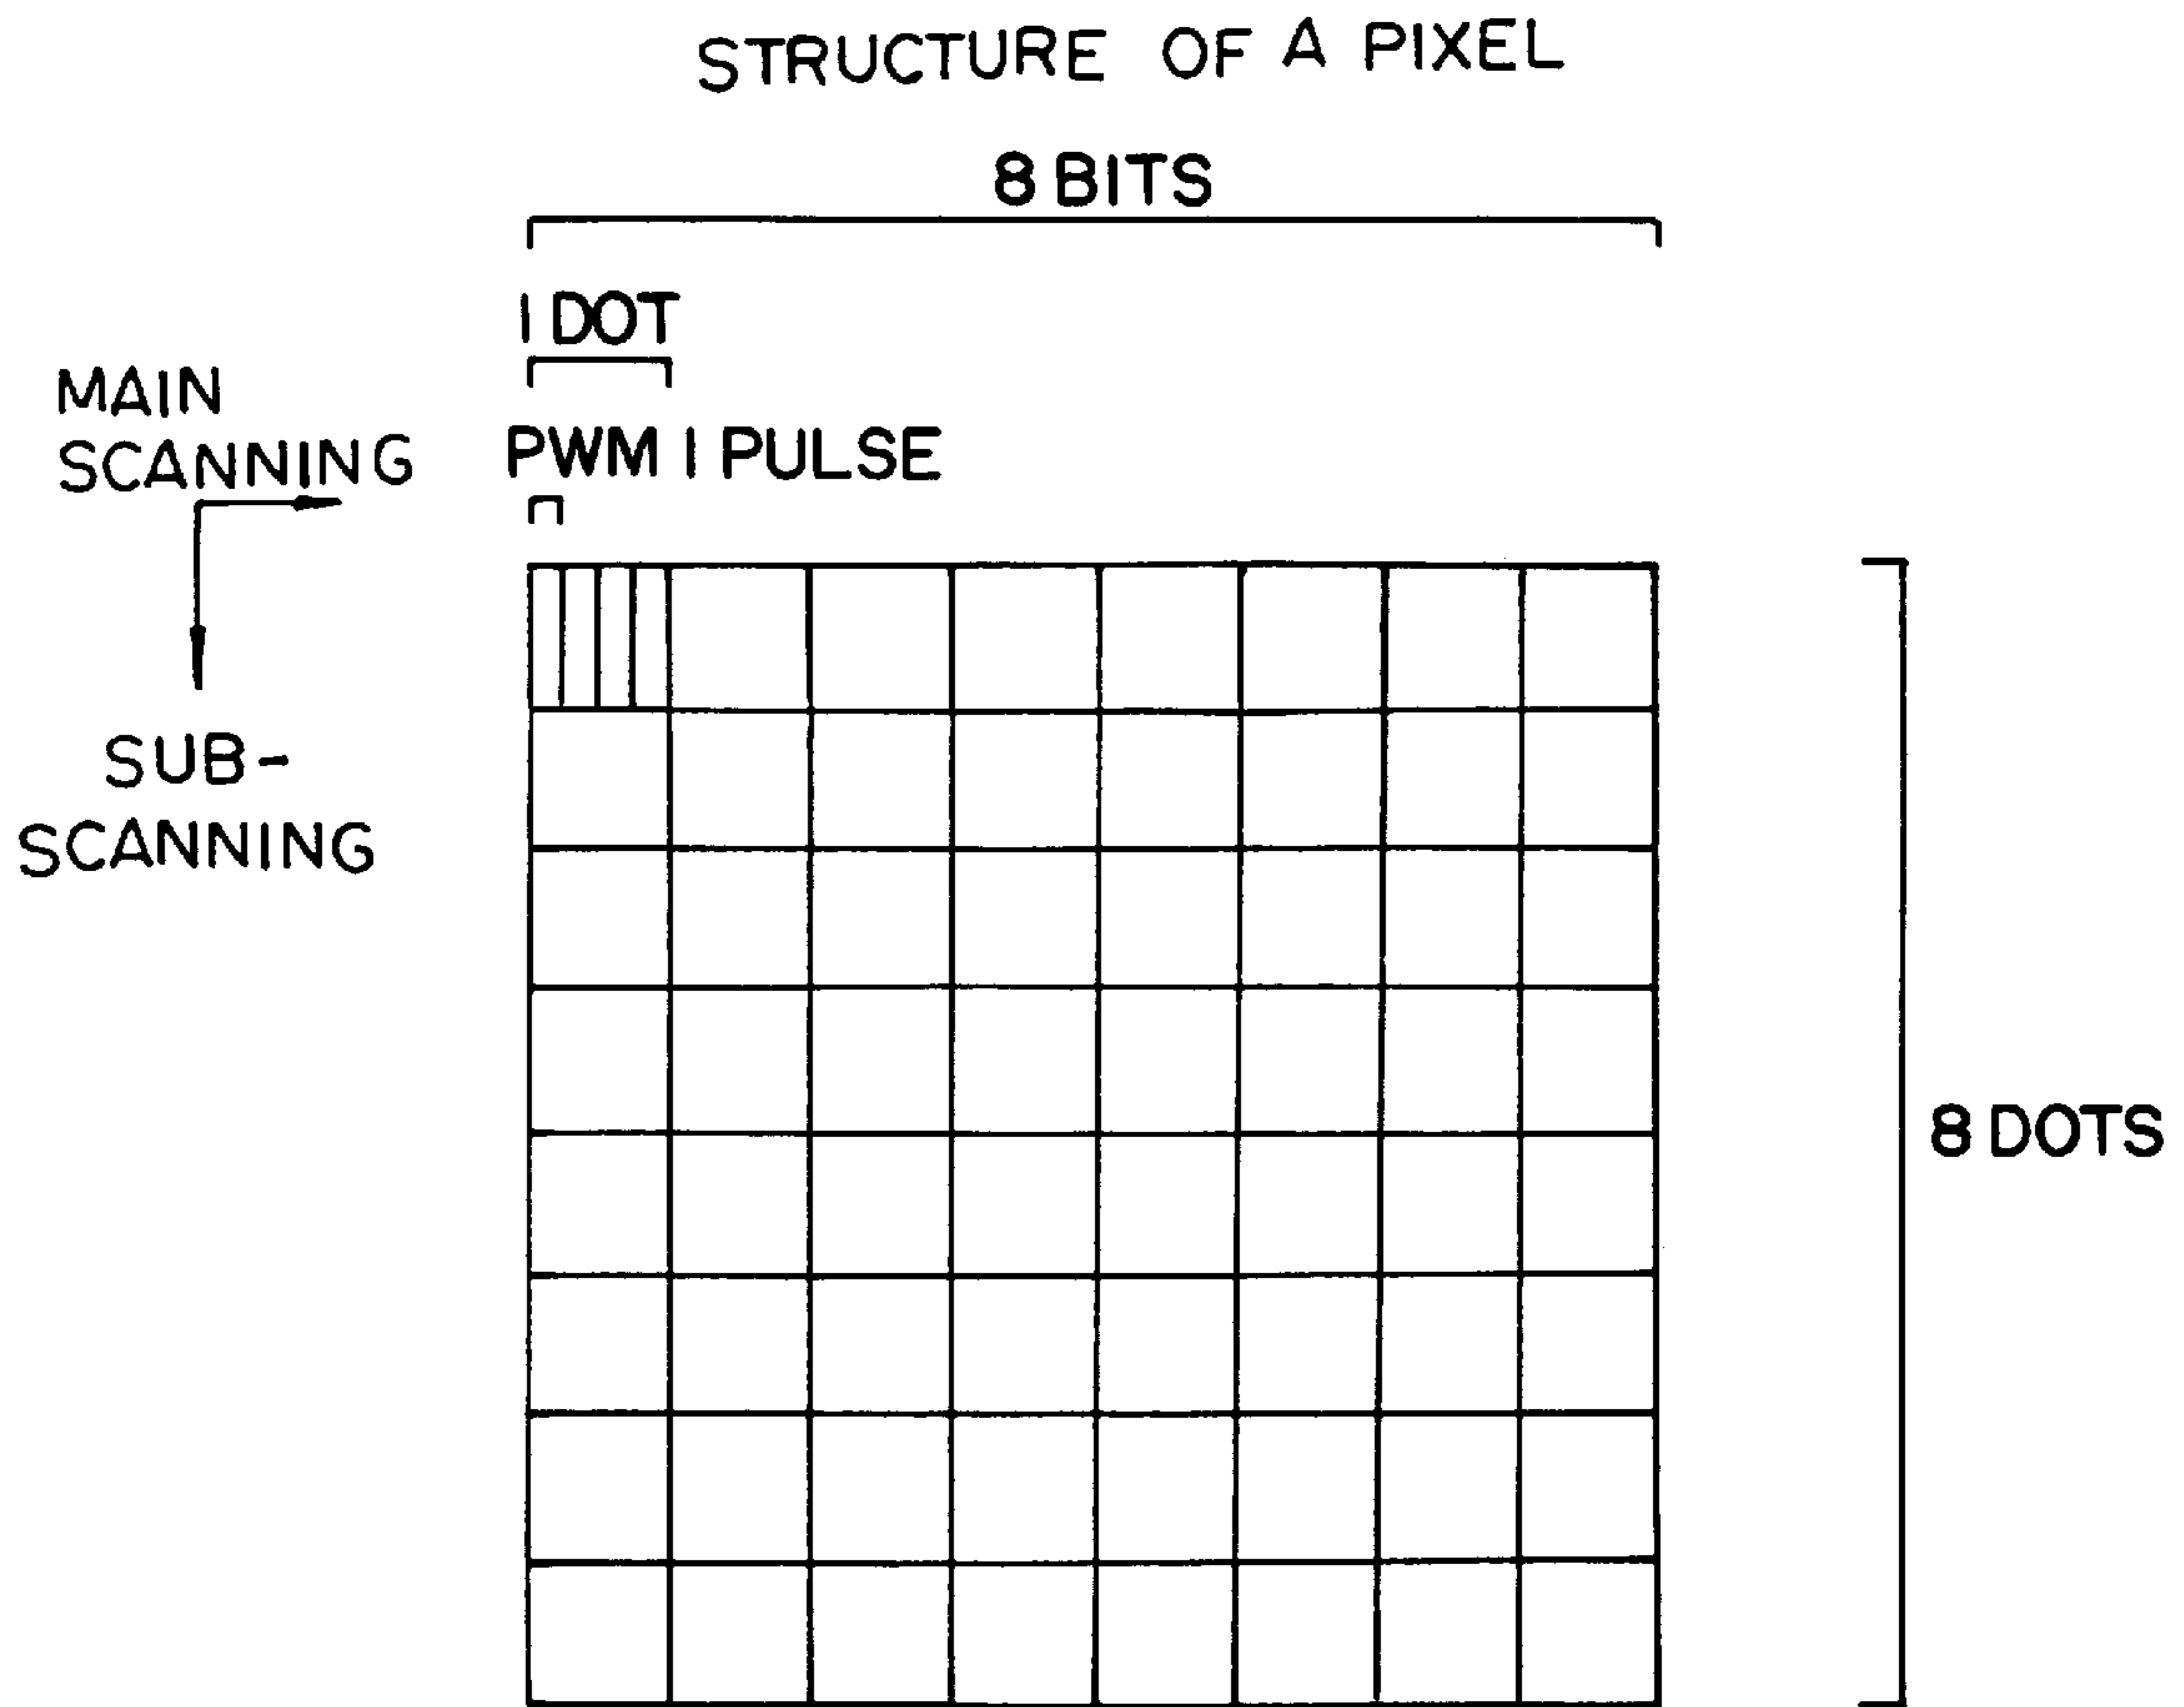 STRUCTURE OF A PIXEL
8 BITS
1 DOT
MAIN
SCANNING
PWM 1 PULSE
SUB-
SCANNING
8 DOTS